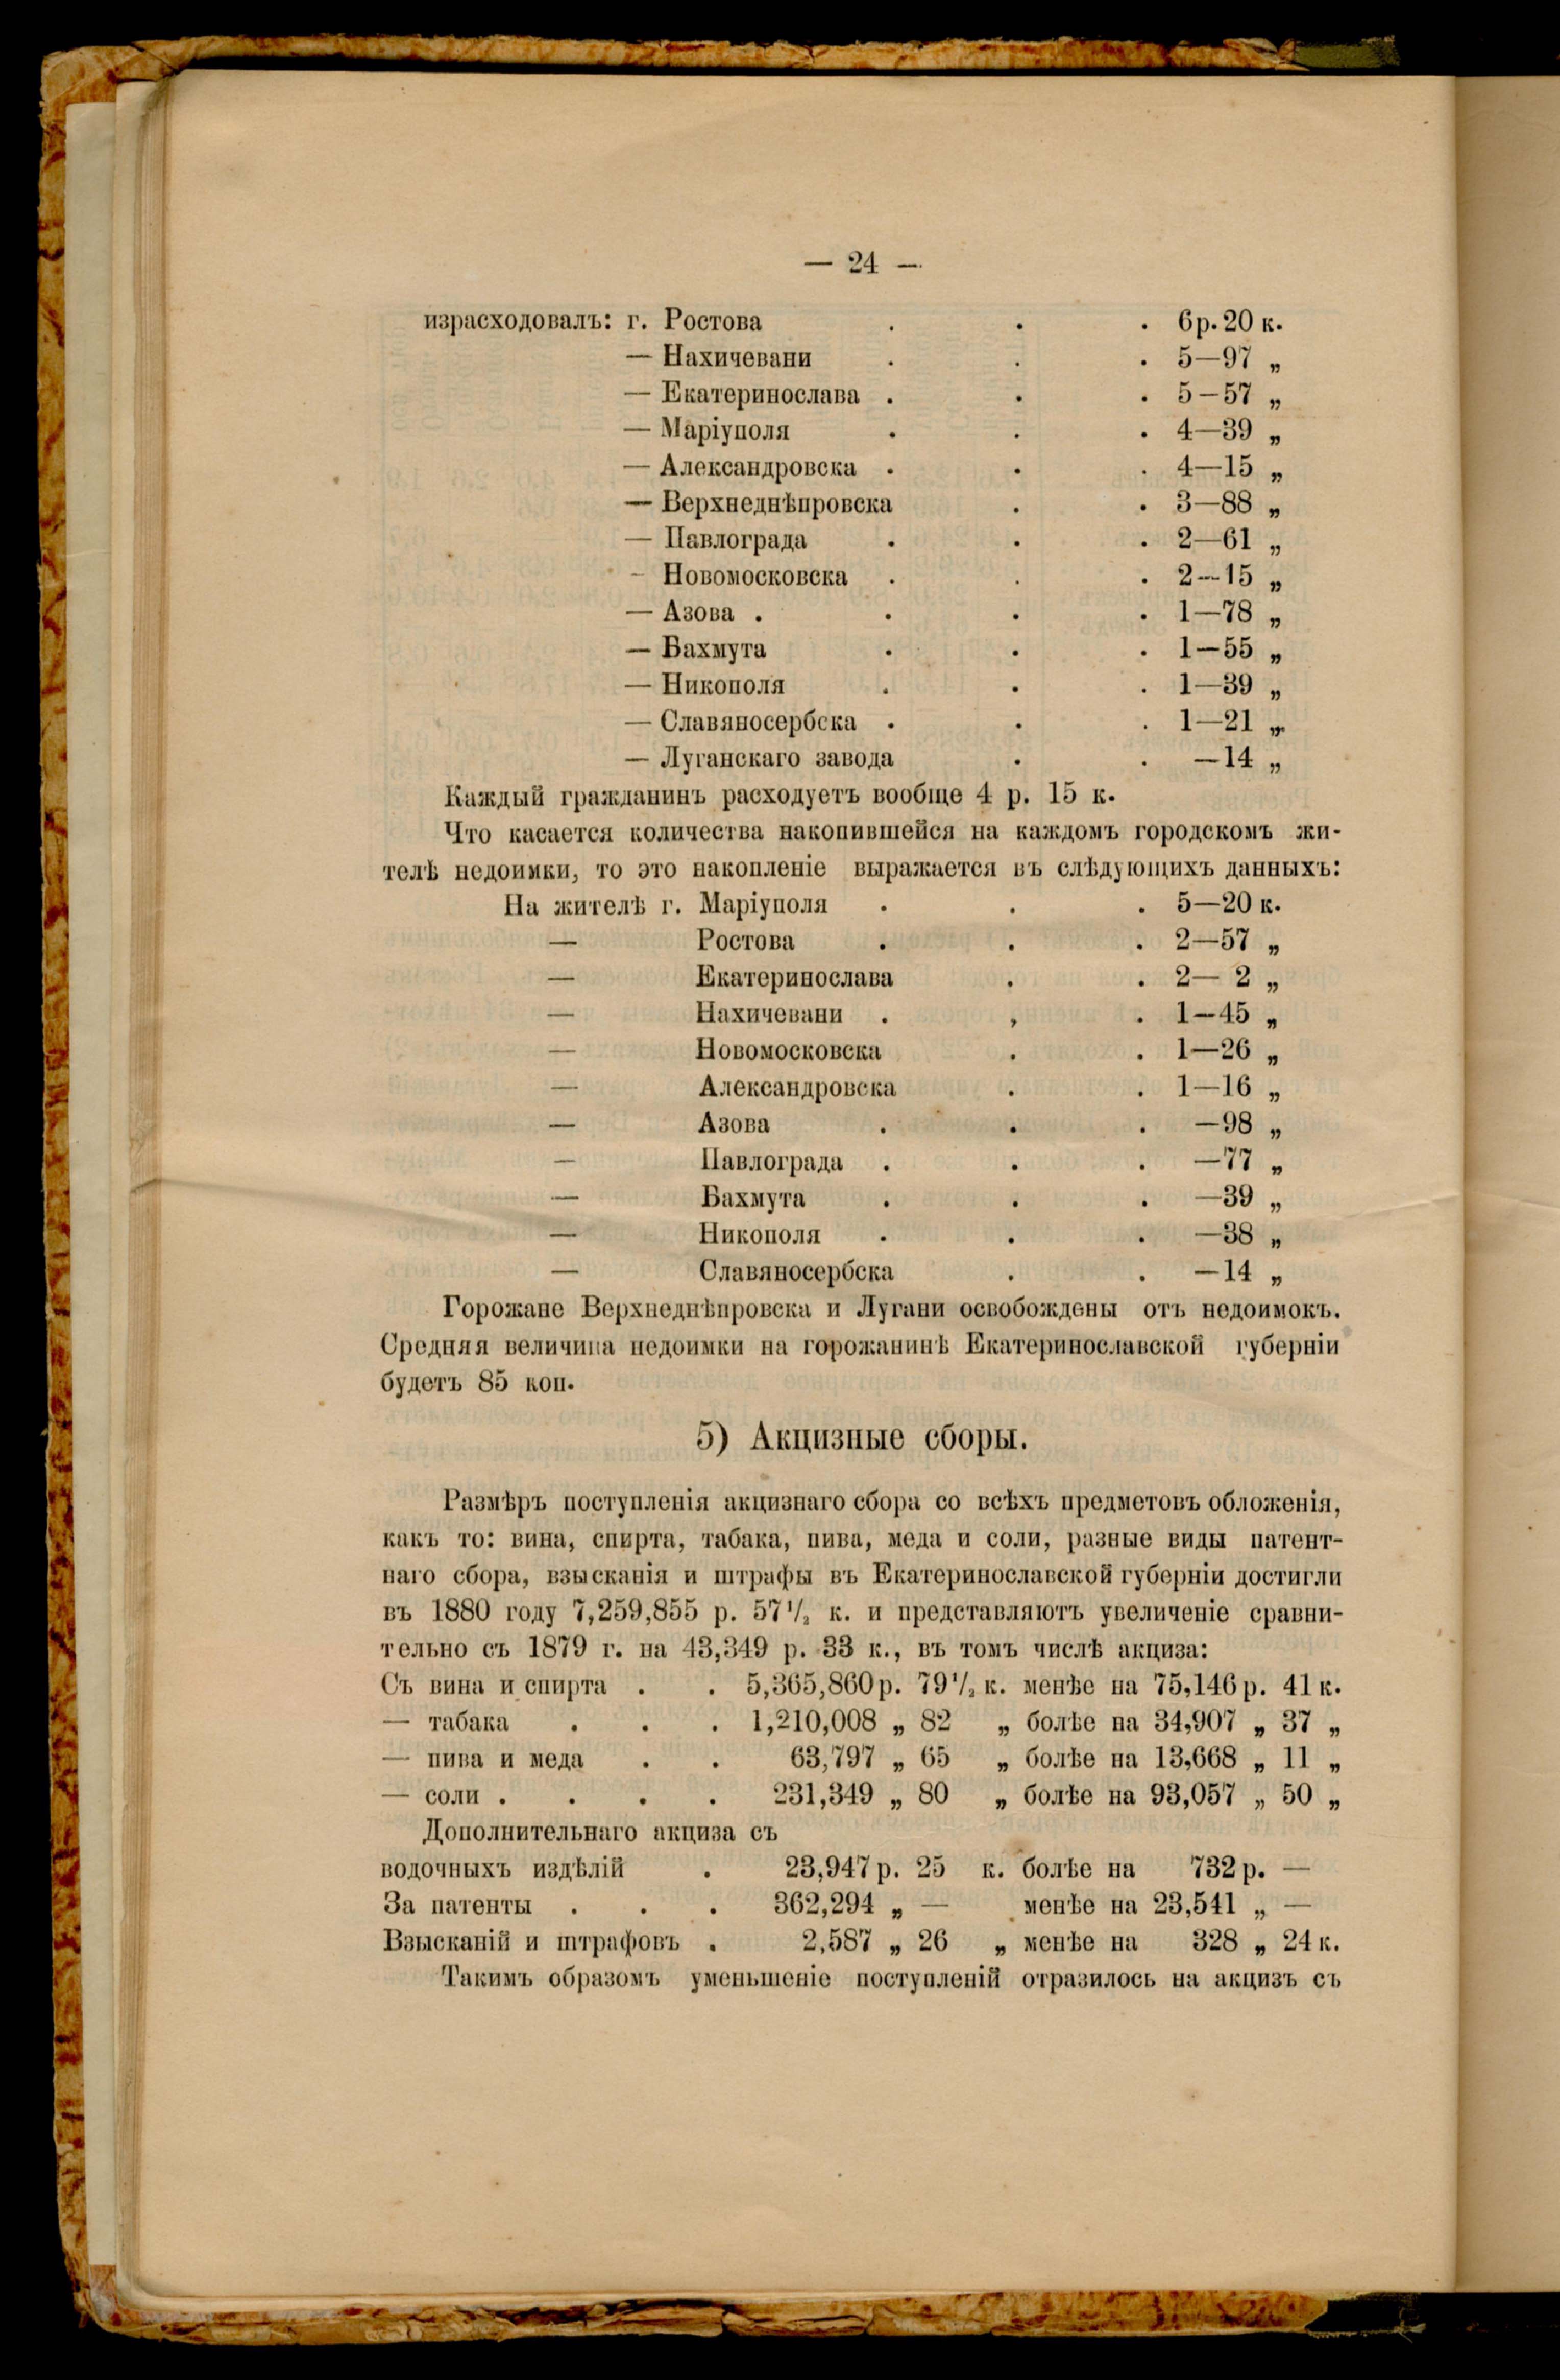 — 24 —
израсходовалъ: г. Ростова . . . 6р. 20 к.
— Нахичевани . . . 5—97 „
— Екатеринослава . . . 5—57 „
— Маріуполя . . . 4—39 „
— Александровска . . . 4—15 „
— Верхнеднѣпровска . . 3—88 „
— Павлограда . . . 2—61 „
— Новомосковска . . . 2—15 „
— Азова . . . . 1—78 „
— Бахмута . . . 1—55 „
— Никополя . . . 1—39 „
— Славяносербска . . . 1—21 „
— Луганскаго завода . . —14 „
Каждый гражданинъ расходуетъ вообще 4 р. 15 к.
Что касается количества накопившейся на каждомъ городскомъ жи-
телѣ недоимки, то это накопленіе выражается въ слѣдующихъ данныхъ:
На жителѣ г. Маріуполя . . . 5—20 к.
— Ростова . . . 2—57 „
— Екатеринослава . . 2— 2 „
— Нахичевани . , . 1—45 „
— Новомосковска . . 1—26 „
— Александровска . . 1—16 „
— Азова . . . —98 „
— Павлограда . . . —77 „
— Бахмута . . . —39 „
— Никополя . . . —38 „
— Славяносербска . . —14 „
Горожане Верхнеднѣпровска и Лугани освобождены отъ недоимокъ.
Средняя величина недоимки на горожанинѣ Екатеринославской губерніи
будетъ 85 коп.
5) Акцизные сборы.
Размѣръ поступленія акцизнаго сбора со всѣхъ предметовъ обложенія,
какъ то: вина, спирта, табака, пива, меда и соли, разные виды патент-
наго сбора, взысканія и штрафы въ Екатеринославской губерніи достигли
въ 1880 году 7,259,855 р. 57½ к. и представляютъ увеличеніе сравни-
тельно съ 1879 г. на 43,349 р. 33 к., въ томъ числѣ акциза:
Съ вина и спирта . . 5,365,860р. 79½ к. менѣе на 75,146р. 41 к.
— табака . . . 1,210,008 „ 82 „ болѣе на 34,907 „ 37 „
— пива и меда . . 63,797 „ 65 „ болѣе на 13,668 „ 11 „
— соли . . . . 231,349 „ 80 „ болѣе на 93,057 „ 50 „
Дополнительнаго акциза съ
водочныхъ издѣлій . 23,947р. 25 к. болѣе на 732р. —
За патенты . . . 362,294 „ — менѣе на 23,541 „ —
Взысканій и штрафовъ . 2,587 „ 26 „ менѣе на 328 „ 24 к.
Такимъ образомъ уменьшеніе поступленій отразилось на акцизъ съ